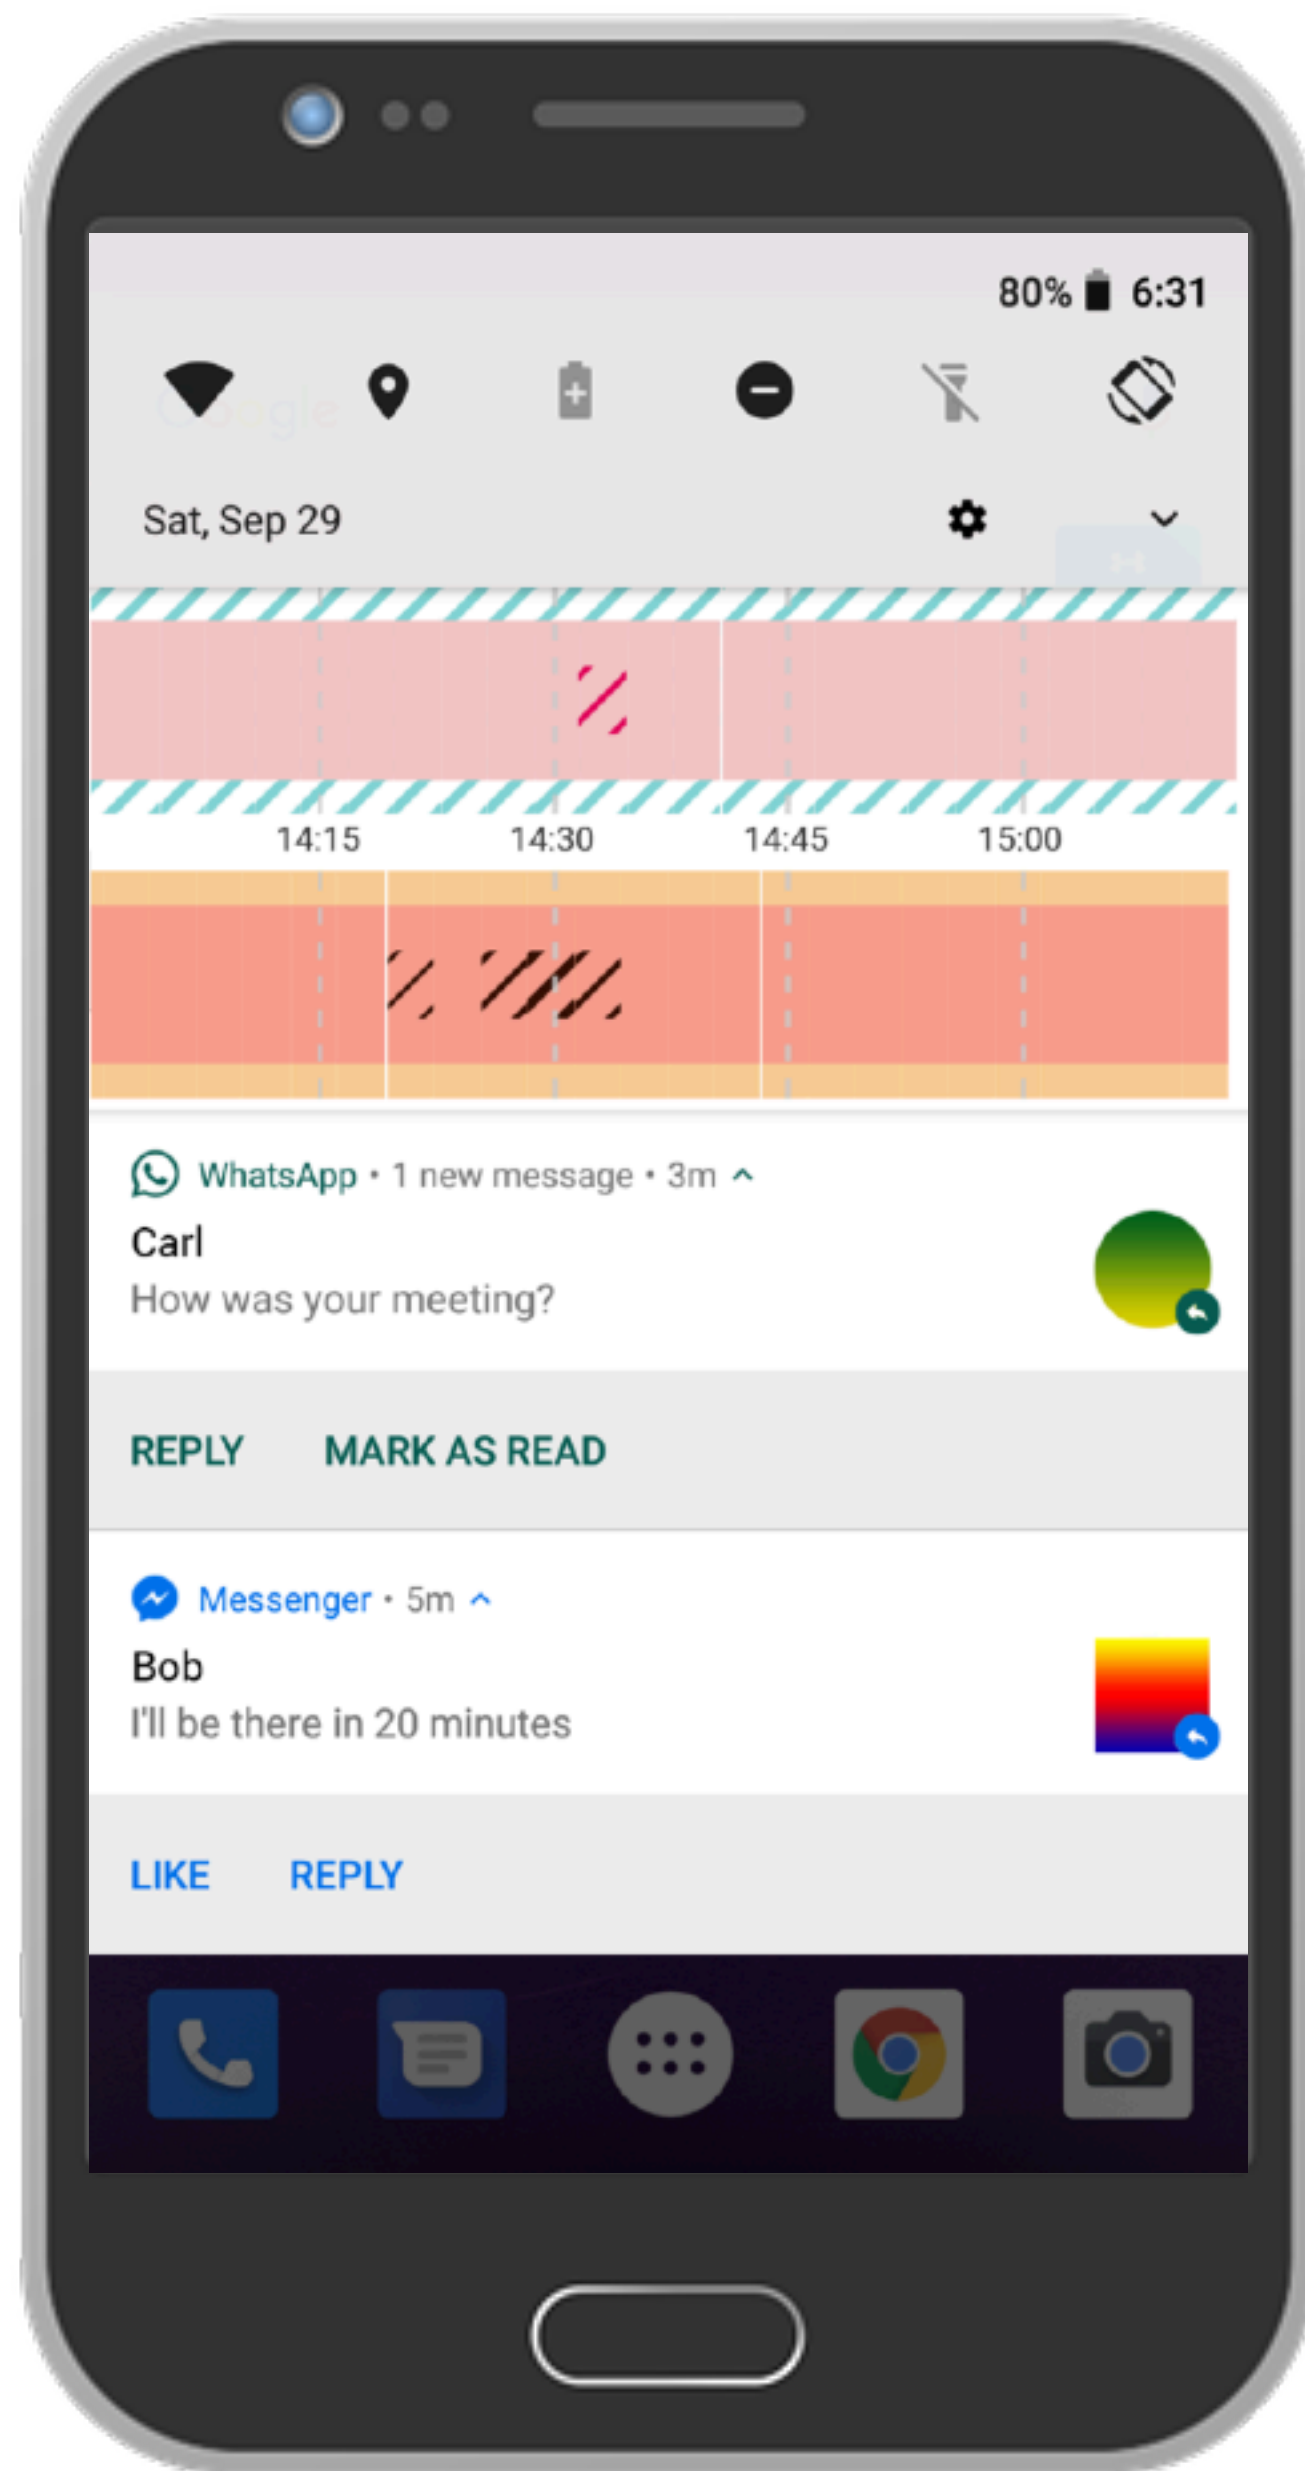 80% 6:31
Google
Sat, Sep 29
14:15 14:30 14:45 15:00
WhatsApp • 1 new message • 3m
Carl
How was your meeting?
REPLY MARK AS READ
Messenger • 5m
Bob
I'll be there in 20 minutes
LIKE REPLY